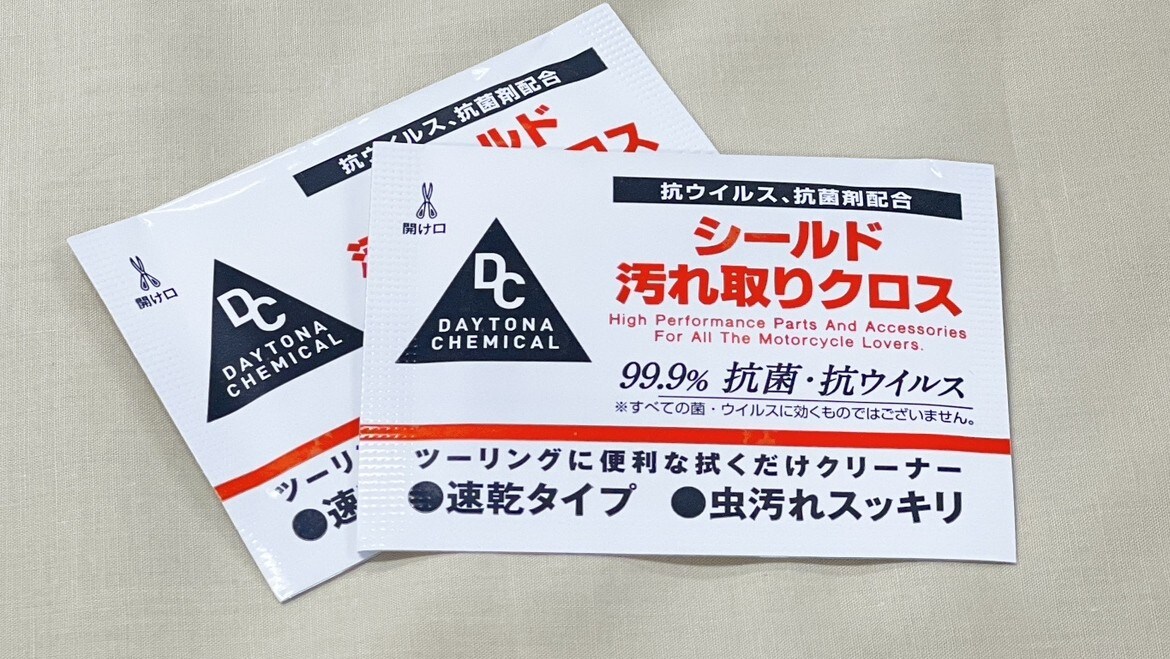 抗ウイルス、抗菌剤配合
ルド
ロス
開け口
DC
DAYTONA
CHEMICAL
ツーリ
●速
開け口
DC
DAYTONA
CHEMICAL
抗ウイルス、抗菌剤配合
シールド
汚れ取りクロス
High Performance Parts And Accessories
For All The Motorcycle Lovers.
99.9% 抗菌・抗ウイルス
※すべての菌・ウイルスに効くものではございません。
ツーリングに便利な拭くだけクリーナー
●速乾タイプ ●虫汚れスッキリ